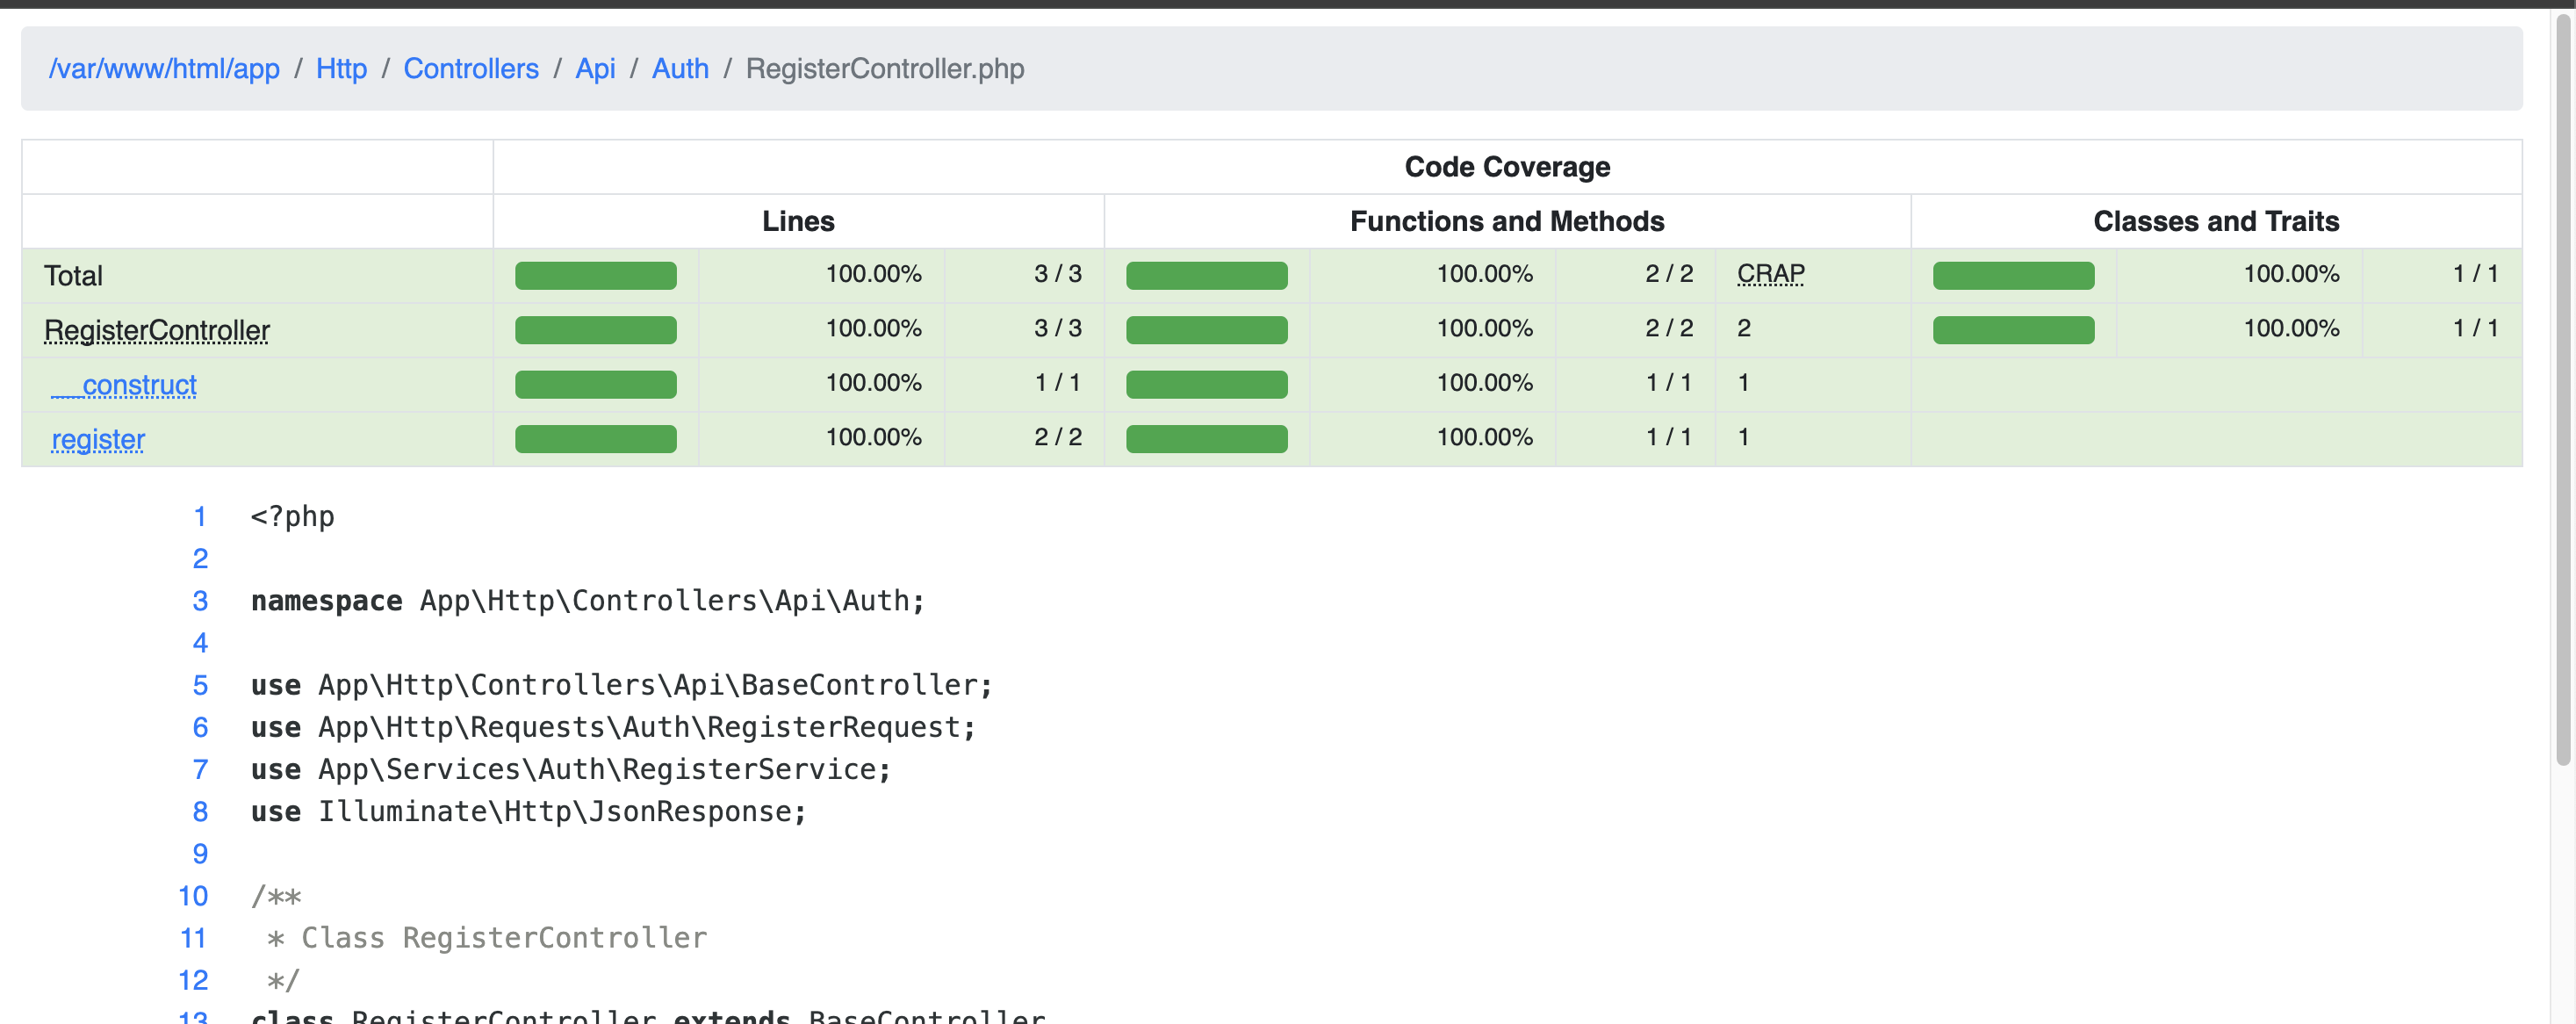 /var/www/html/app / Http / Controllers / Api / Auth / RegisterController.php
Code Coverage
Lines Functions and Methods Classes and Traits
Total 100.00% 3 / 3 100.00% 2 / 2 CRAP 100.00% 1 / 1
RegisterController 100.00% 3 / 3 100.00% 2 / 2 2 100.00% 1 / 1
__construct 100.00% 1 / 1 100.00% 1 / 1 1
register 100.00% 2 / 2 100.00% 1 / 1 1
1 <?php
2
3 namespace App\Http\Controllers\Api\Auth;
4
5 use App\Http\Controllers\Api\BaseController;
6 use App\Http\Requests\Auth\RegisterRequest;
7 use App\Services\Auth\RegisterService;
8 use Illuminate\Http\JsonResponse;
9
10 /**
11 * Class RegisterController
12 */
13 class RegisterController extends BaseController